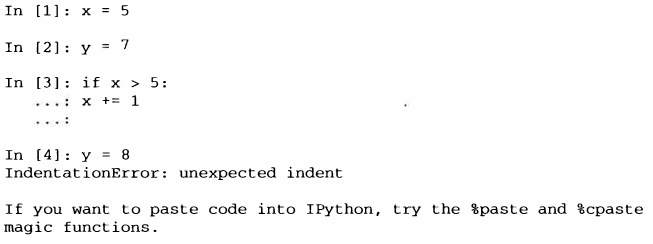 In [1]: x = 5
In [2]: y = 7
In [3]: if x > 5:
...: x += 1
...:
In [4]: y = 8
IndentationError: unexpected indent
If you want to paste code into IPython, try the %paste and %cpaste
magic functions.